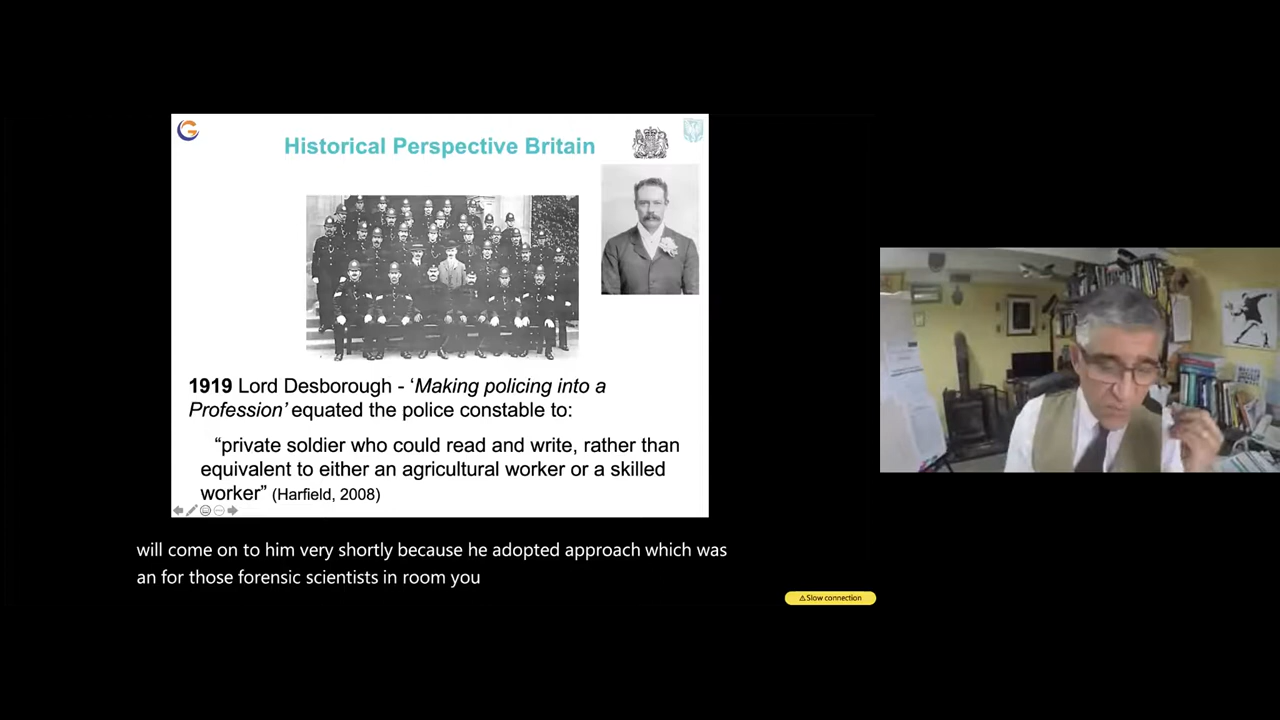 Historical Perspective Britain
1919 Lord Desborough - ‘Making policing into a
Profession’ equated the police constable to:
“private soldier who could read and write, rather than
equivalent to either an agricultural worker or a skilled
worker” (Harfield, 2008)
will come on to him very shortly because he adopted approach which was
an for those forensic scientists in room you
⚠Slow connection